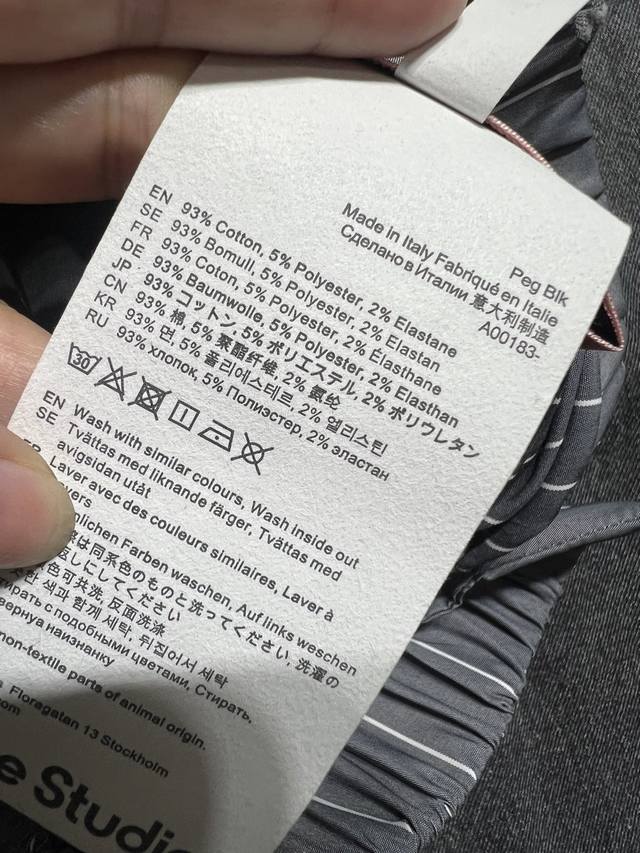 Peg Blk
Made in Italy Fabriqué en Italie
Сделано в Италии 意大利制造
A00183-
EN 93% Cotton, 5% Polyester, 2% Elastane
SE 93% Bomull, 5% Polyester, 2% Elastan
FR 93% Coton, 5% Polyester, 2% Élasthane
DE 93% Baumwolle, 5% Polyester, 2% Elasthan
JP 93% コットン, 5% ポリエステル, 2% ポリウレタン
CN 93% 棉, 5% 聚酯纤维, 2% 氨纶
KR 93% 면, 5% 폴리에스테르, 2% 엘리스틴
RU 93% хлопок, 5% Полиэстер, 2% эластан
30
EN Wash with similar colours, Wash inside out
SE Tvättas med liknande färger, Tvättas med
avigsidan utåt
Laver avec des couleurs similaires, Laver à
Farben waschen, Auf links weschen
は同系色のものと洗ってください, 洗濯の
返しにしてください
色可共洗, 反面洗涤
색과 함께 세탁, 뒤집어서 세탁
с подобными цветами, Стирать,
наизнанку
non-textile parts of animal origin.
Floragatan 13 Stockholm
Studio